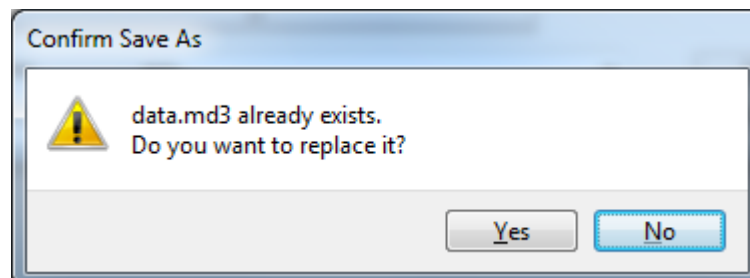 Confirm Save As
data.md3 already exists.
Do you want to replace it?
Yes
No